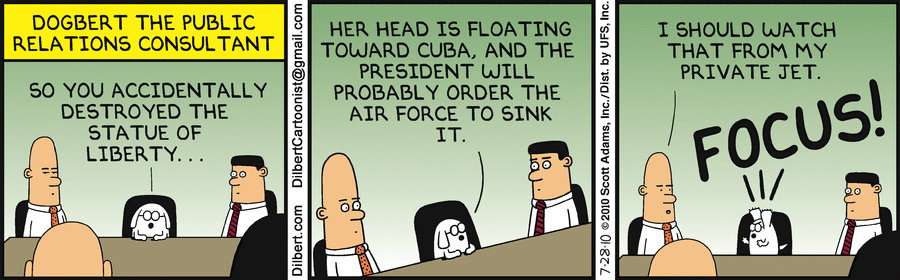 DOGBERT THE PUBLIC
RELATIONS CONSULTANT
SO YOU ACCIDENTALLY
DESTROYED THE
STATUE OF
LIBERTY...
Dilbert.com DilbertCartoonist@gmail.com
HER HEAD IS FLOATING
TOWARD CUBA, AND THE
PRESIDENT WILL
PROBABLY ORDER THE
AIR FORCE TO SINK
IT.
7-28-10 ©2010 Scott Adams, Inc./Dist. by UFS, Inc.
I SHOULD WATCH
THAT FROM MY
PRIVATE JET.
FOCUS!